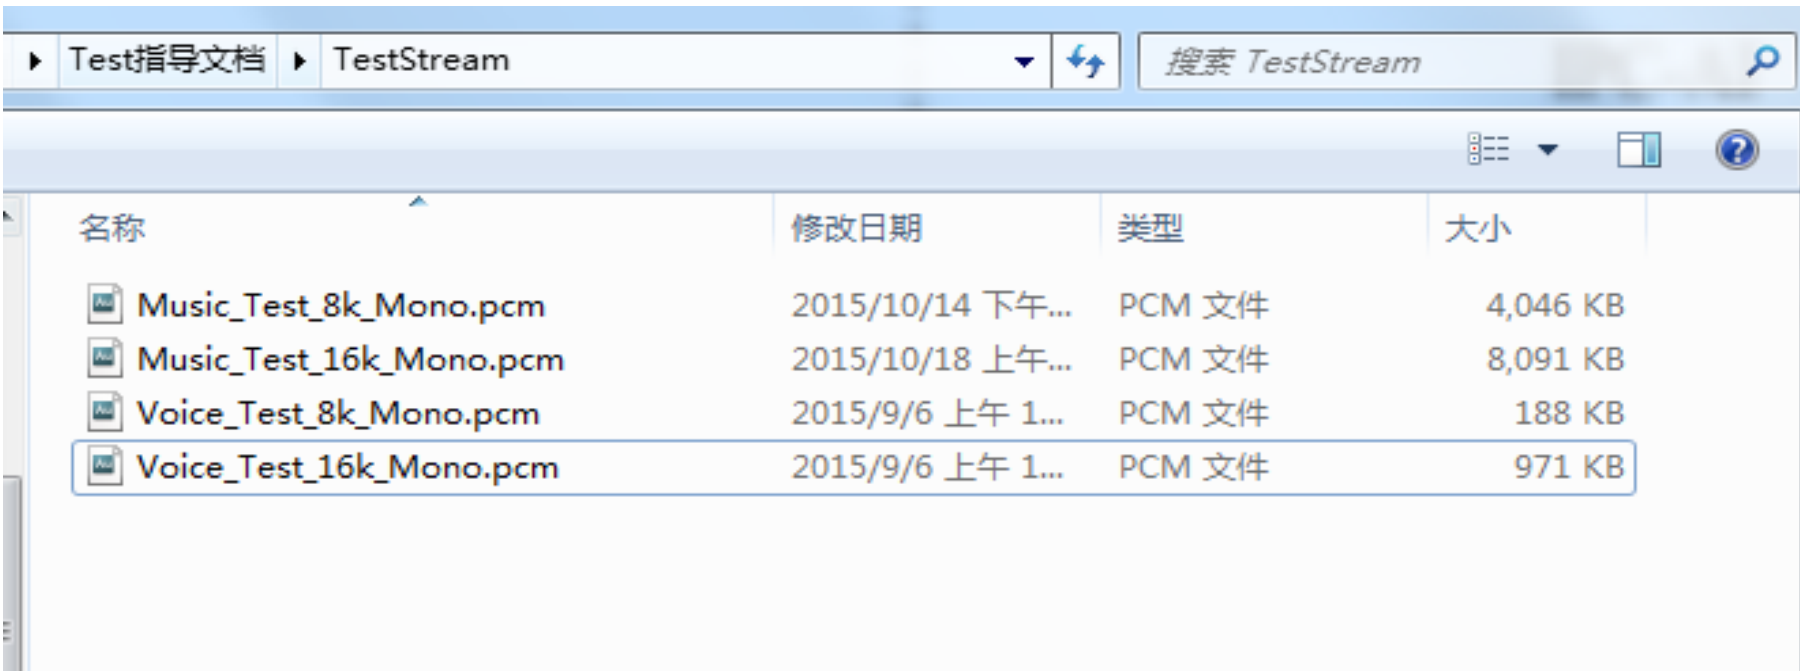 Test指导文档 TestStream 搜索 TestStream
名称 修改日期 类型 大小
Music_Test_8k_Mono.pcm 2015/10/14 下午... PCM 文件 4,046 KB
Music_Test_16k_Mono.pcm 2015/10/18 上午... PCM 文件 8,091 KB
Voice_Test_8k_Mono.pcm 2015/9/6 上午 1... PCM 文件 188 KB
Voice_Test_16k_Mono.pcm 2015/9/6 上午 1... PCM 文件 971 KB